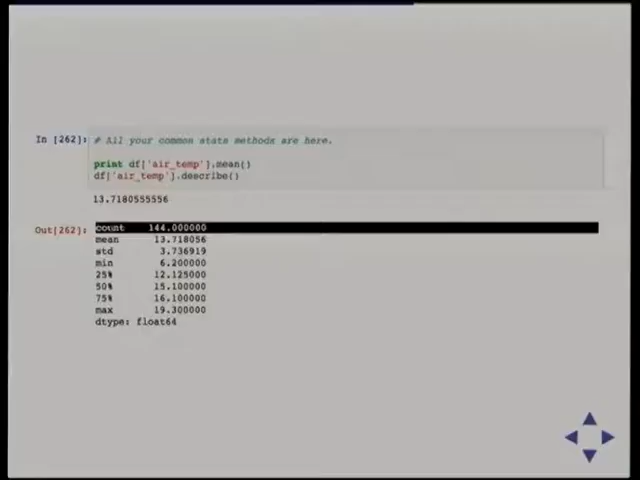 In [262]: # All your common stats methods are here.
print df['air_temp'].mean()
df['air_temp'].describe()
13.7180555556
Out[262]: count 144.000000
mean 13.718056
std 3.736919
min 6.200000
25% 12.125000
50% 15.100000
75% 16.100000
max 19.300000
dtype: float64